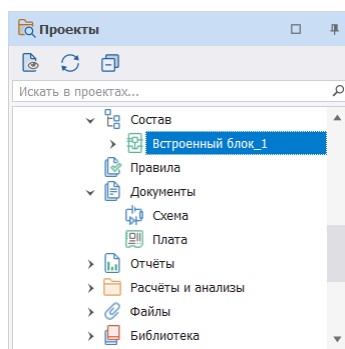 Проекты
Искать в проектах...
Состав
Встроенный блок_1
Правила
Документы
Схема
Плата
Отчёты
Расчёты и анализы
Файлы
Библиотека